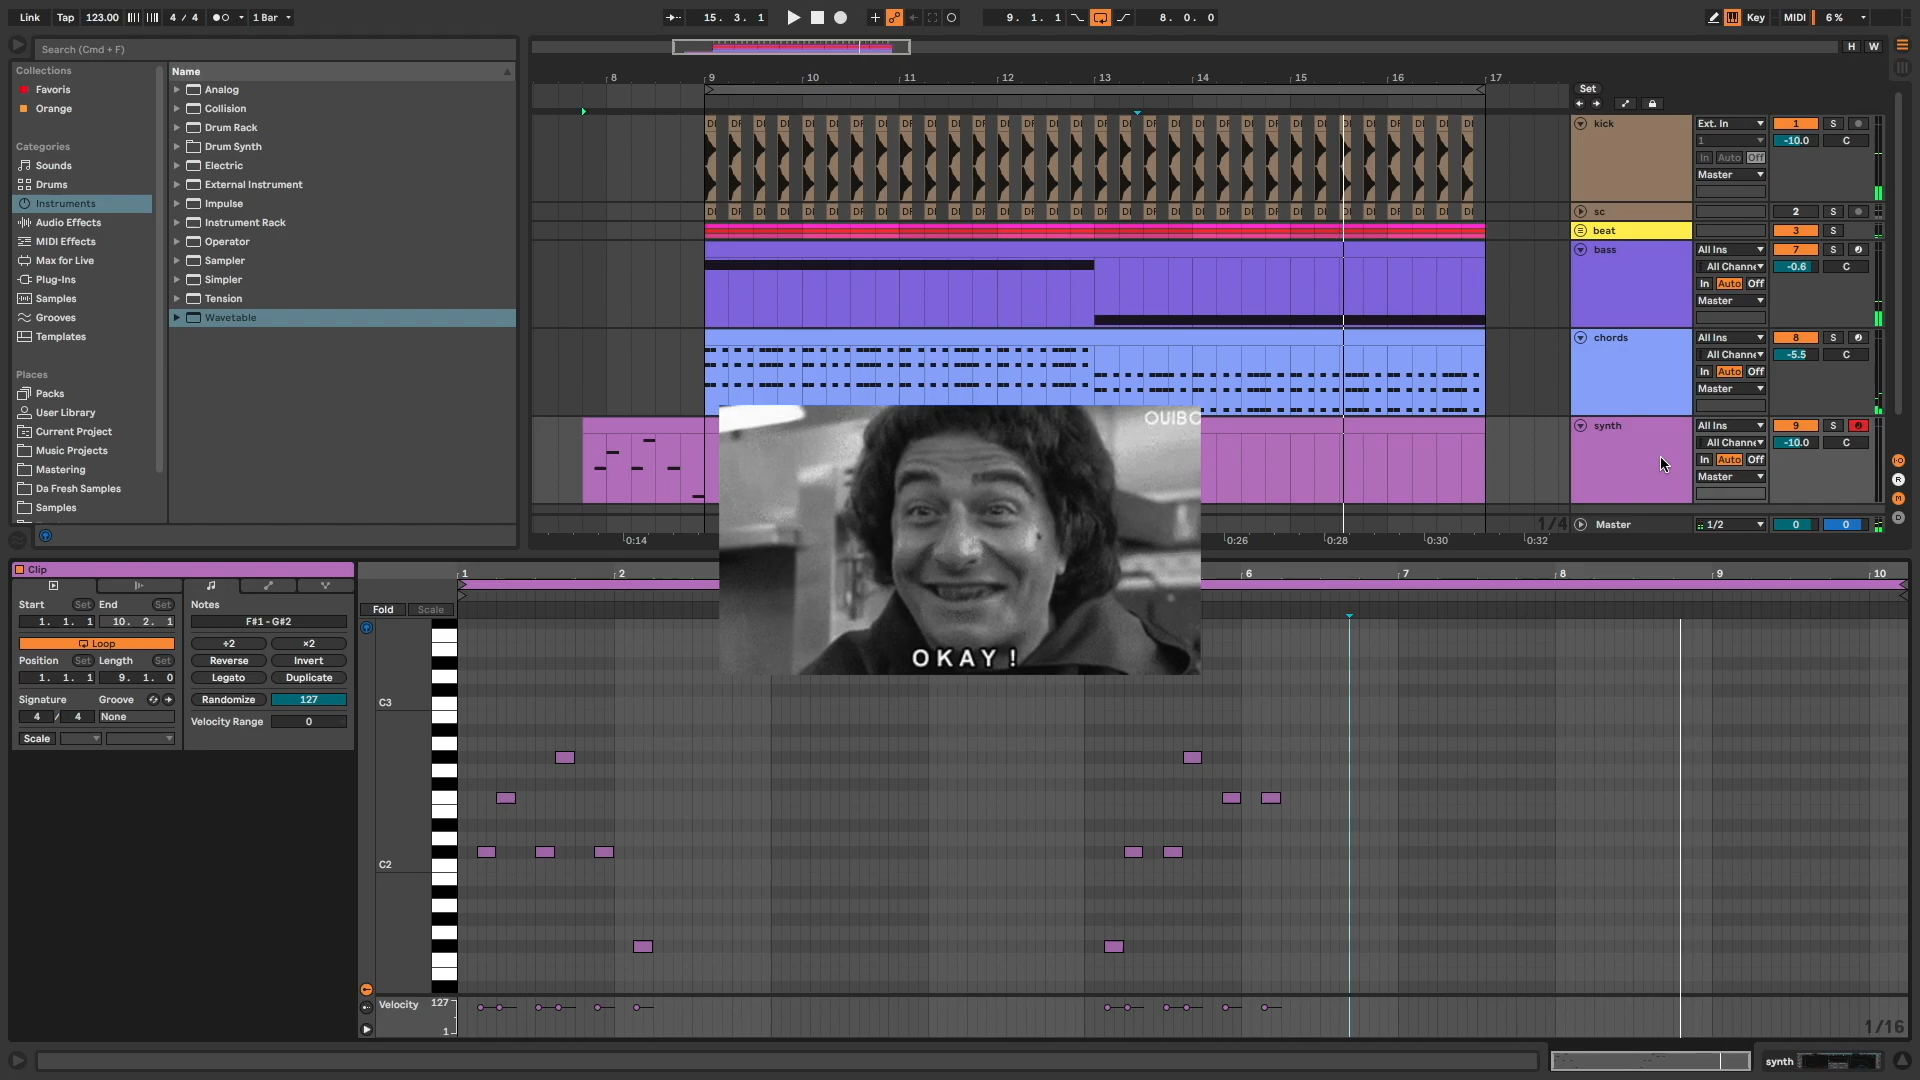 Link Tap 123.00 4 / 4 1 Bar 15. 3. 1 9. 1. 1 8. 0. 0 Key MIDI 6 %
Search (Cmd + F)
H W
Collections
Favoris
Orange
Categories
Sounds
Drums
Instruments
Audio Effects
MIDI Effects
Max for Live
Plug-Ins
Samples
Grooves
Templates
Places
Packs
User Library
Current Project
Music Projects
Mastering
Da Fresh Samples
Samples
Name
Analog
Collision
Drum Rack
Drum Synth
Electric
External Instrument
Impulse
Instrument Rack
Operator
Sampler
Simpler
Tension
Wavetable
8 9 10 11 12 13 14 15 16 17
Set
kick Ext. In 1 S
1 -10.0 C
In Auto Off
Master
sc 2 S
beat 3 S
bass All Ins 7 S
All Channe -0.6 C
In Auto Off
Master
chords All Ins 8 S
All Channe -5.5 C
In Auto Off
Master
synth All Ins 9 S
All Channe -10.0 C
In Auto Off
Master
1/4 Master 1/2 0 0
0:14 0:26 0:28 0:30 0:32
OUIBO
OKAY !
Clip
Start Set End Set
1. 1. 1 10. 2. 1
Loop
Position Set Length Set
1. 1. 1 9. 1. 0
Signature Groove
4 / 4 None
Scale
Notes
F#1 - G#2
÷2 ×2
Reverse Invert
Legato Duplicate
Randomize 127
Velocity Range 0
1 2 6 7 8 9 10
Fold Scale
C3
C2
Velocity 127
1
1/16
synth